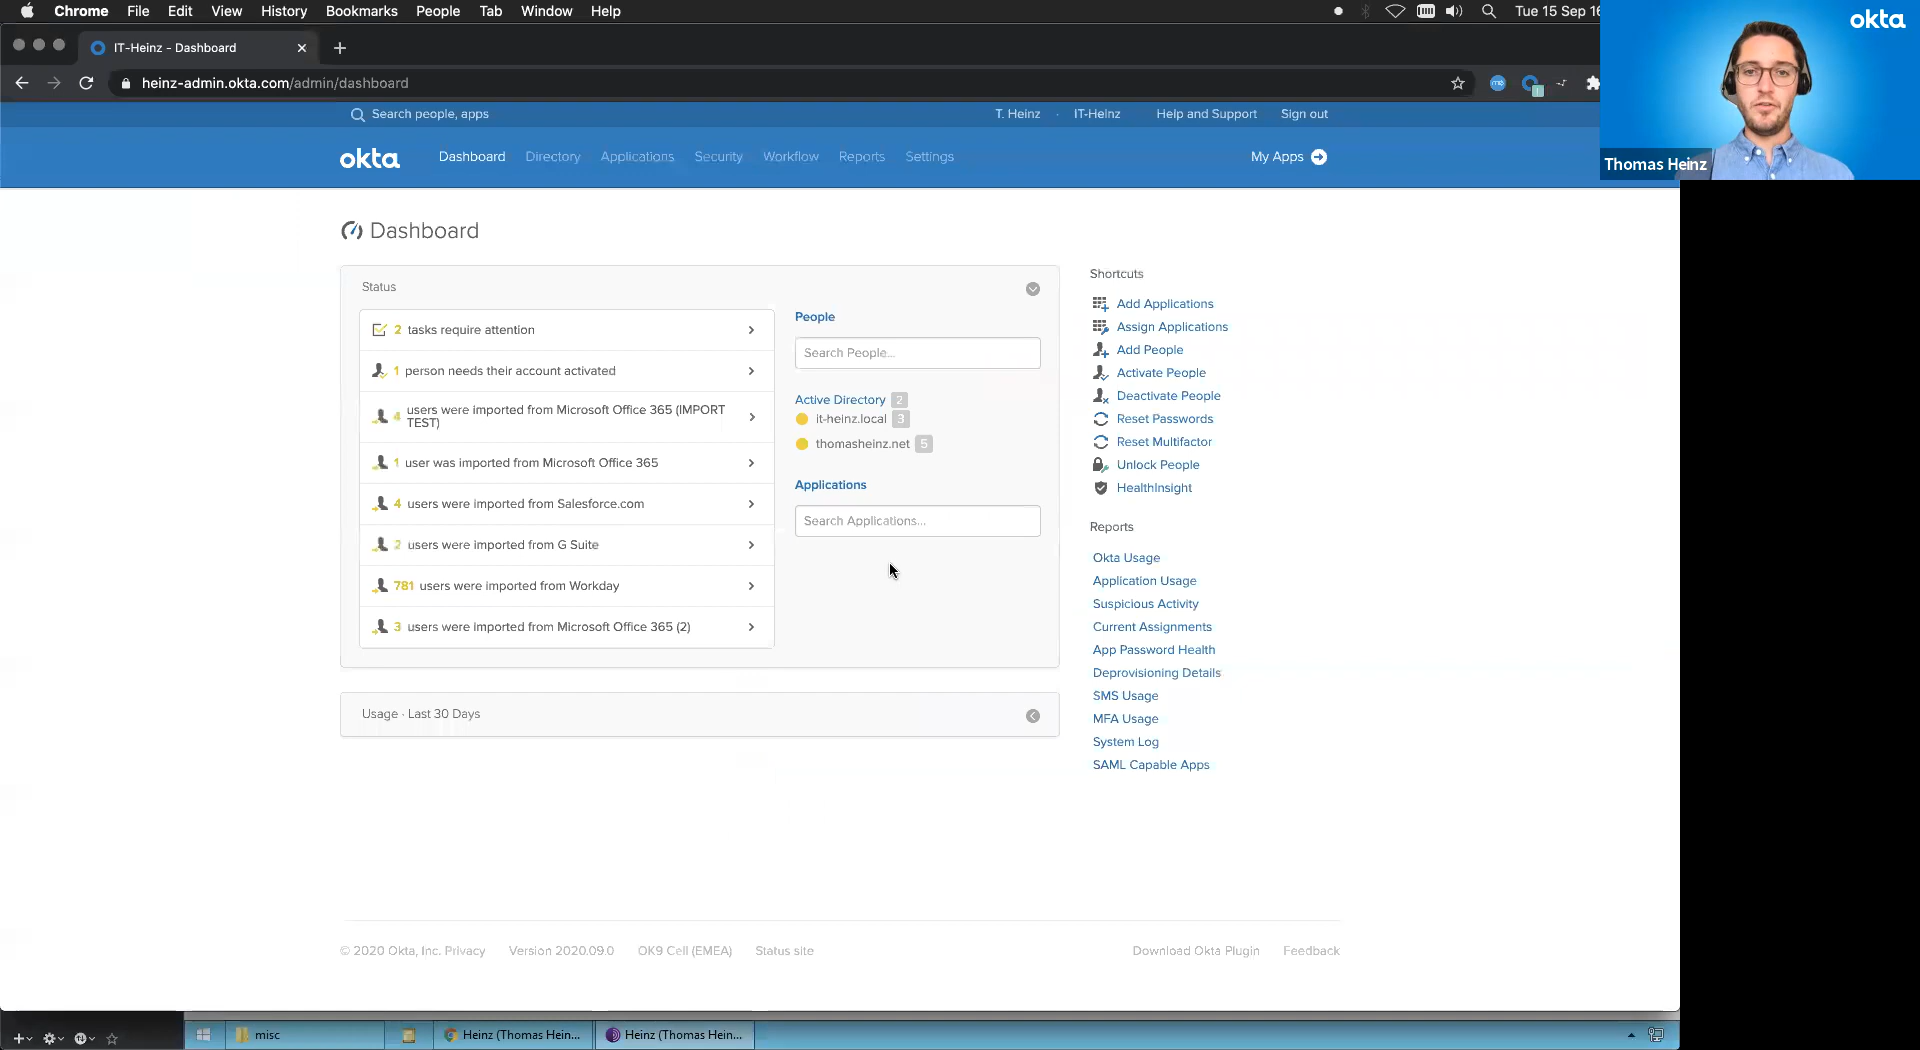 Chrome File Edit View History Bookmarks People Tab Window Help
Tue 15 Sep 16
okta
IT-Heinz - Dashboard
heinz-admin.okta.com/admin/dashboard
Search people, apps
T. Heinz · IT-Heinz Help and Support Sign out
okta Dashboard Directory Applications Security Workflow Reports Settings
My Apps
Thomas Heinz
Dashboard
Status
2 tasks require attention
1 person needs their account activated
4 users were imported from Microsoft Office 365 (IMPORT
TEST)
1 user was imported from Microsoft Office 365
4 users were imported from Salesforce.com
2 users were imported from G Suite
781 users were imported from Workday
3 users were imported from Microsoft Office 365 (2)
People
Search People...
Active Directory 2
it-heinz.local 3
thomasheinz.net 5
Applications
Search Applications...
Usage · Last 30 Days
Shortcuts
Add Applications
Assign Applications
Add People
Activate People
Deactivate People
Reset Passwords
Reset Multifactor
Unlock People
HealthInsight
Reports
Okta Usage
Application Usage
Suspicious Activity
Current Assignments
App Password Health
Deprovisioning Details
SMS Usage
MFA Usage
System Log
SAML Capable Apps
© 2020 Okta, Inc. Privacy Version 2020.09.0 OK9 Cell (EMEA) Status site
Download Okta Plugin Feedback
misc
Heinz (Thomas Hein...
Heinz (Thomas Hein...